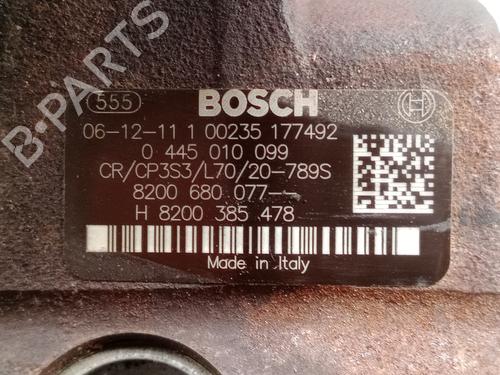 555 BOSCH
06-12-11 1 00235 177492
0 445 010 099
CR/CP3S3/L70/20-789S
8200 680 077--
H 8200 385 478
Made in Italy
B-PARTS